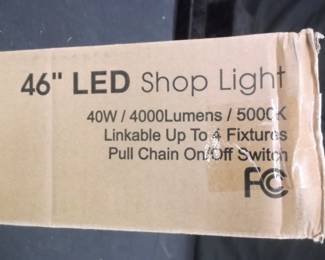 46" LED Shop Light
40W / 4000Lumens / 5000K
Linkable Up To 4 Fixtures
Pull Chain On/Off Switch
FC